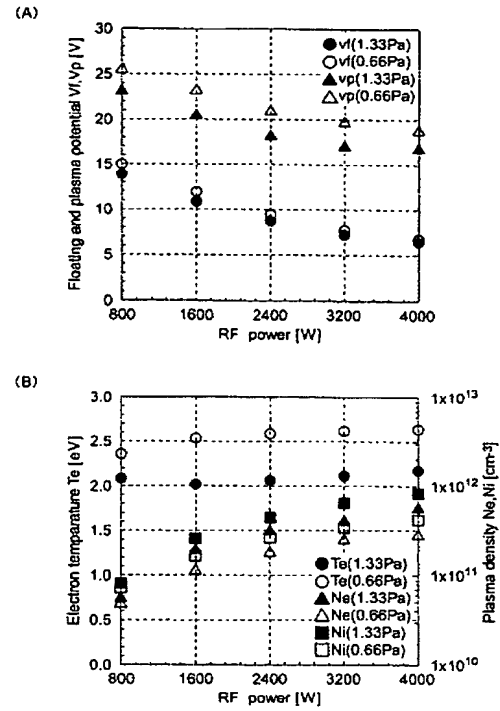 (A)
Floating and plasma potential Vf,Vp [V]
30
25
20
15
10
5
0
vf(1.33Pa)
vf(0.66Pa)
vp(1.33Pa)
vp(0.66Pa)
800 1600 2400 3200 4000
RF power [W]
(B)
Electron temparature Te [eV]
3.0
2.5
2.0
1.5
1.0
0.5
0.0
Te(1.33Pa)
Te(0.66Pa)
Ne(1.33Pa)
Ne(0.66Pa)
Ni(1.33Pa)
Ni(0.66Pa)
1x10¹³
1x10¹²
1x10¹¹
1x10¹⁰
Plasma density Ne,Ni [cm⁻³]
800 1600 2400 3200 4000
RF power [W]